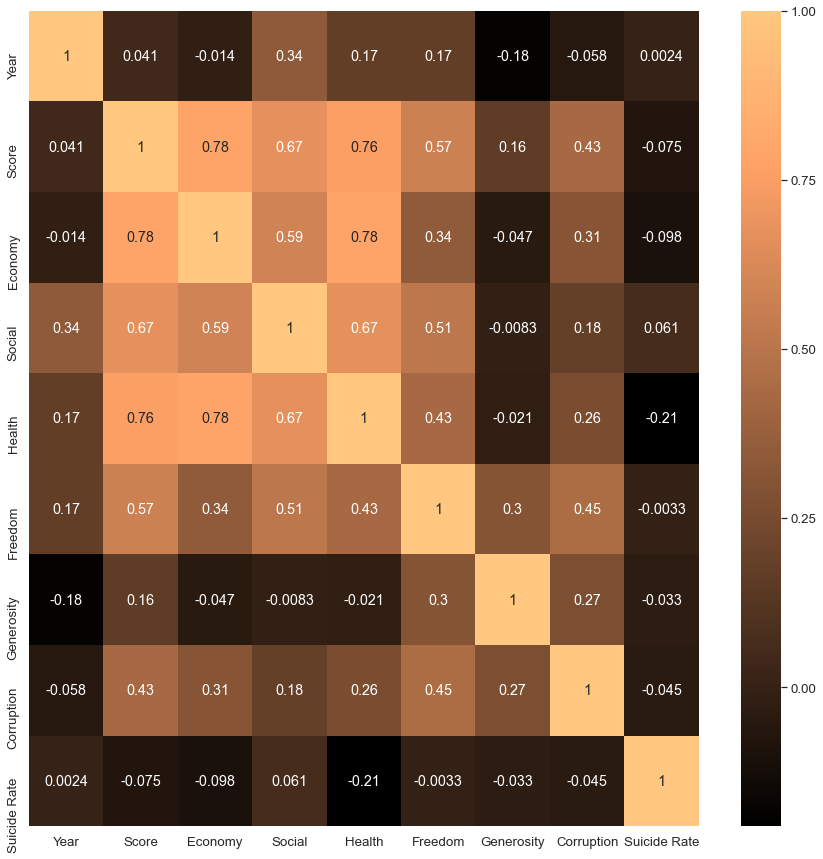 Year 1 0.041 -0.014 0.34 0.17 0.17 -0.18 -0.058 0.0024
Score 0.041 1 0.78 0.67 0.76 0.57 0.16 0.43 -0.075
Economy -0.014 0.78 1 0.59 0.78 0.34 -0.047 0.31 -0.098
Social 0.34 0.67 0.59 1 0.67 0.51 -0.0083 0.18 0.061
Health 0.17 0.76 0.78 0.67 1 0.43 -0.021 0.26 -0.21
Freedom 0.17 0.57 0.34 0.51 0.43 1 0.3 0.45 -0.0033
Generosity -0.18 0.16 -0.047 -0.0083 -0.021 0.3 1 0.27 -0.033
Corruption -0.058 0.43 0.31 0.18 0.26 0.45 0.27 1 -0.045
Suicide Rate 0.0024 -0.075 -0.098 0.061 -0.21 -0.0033 -0.033 -0.045 1
Year Score Economy Social Health Freedom Generosity Corruption Suicide Rate
1.00
0.75
0.50
0.25
0.00